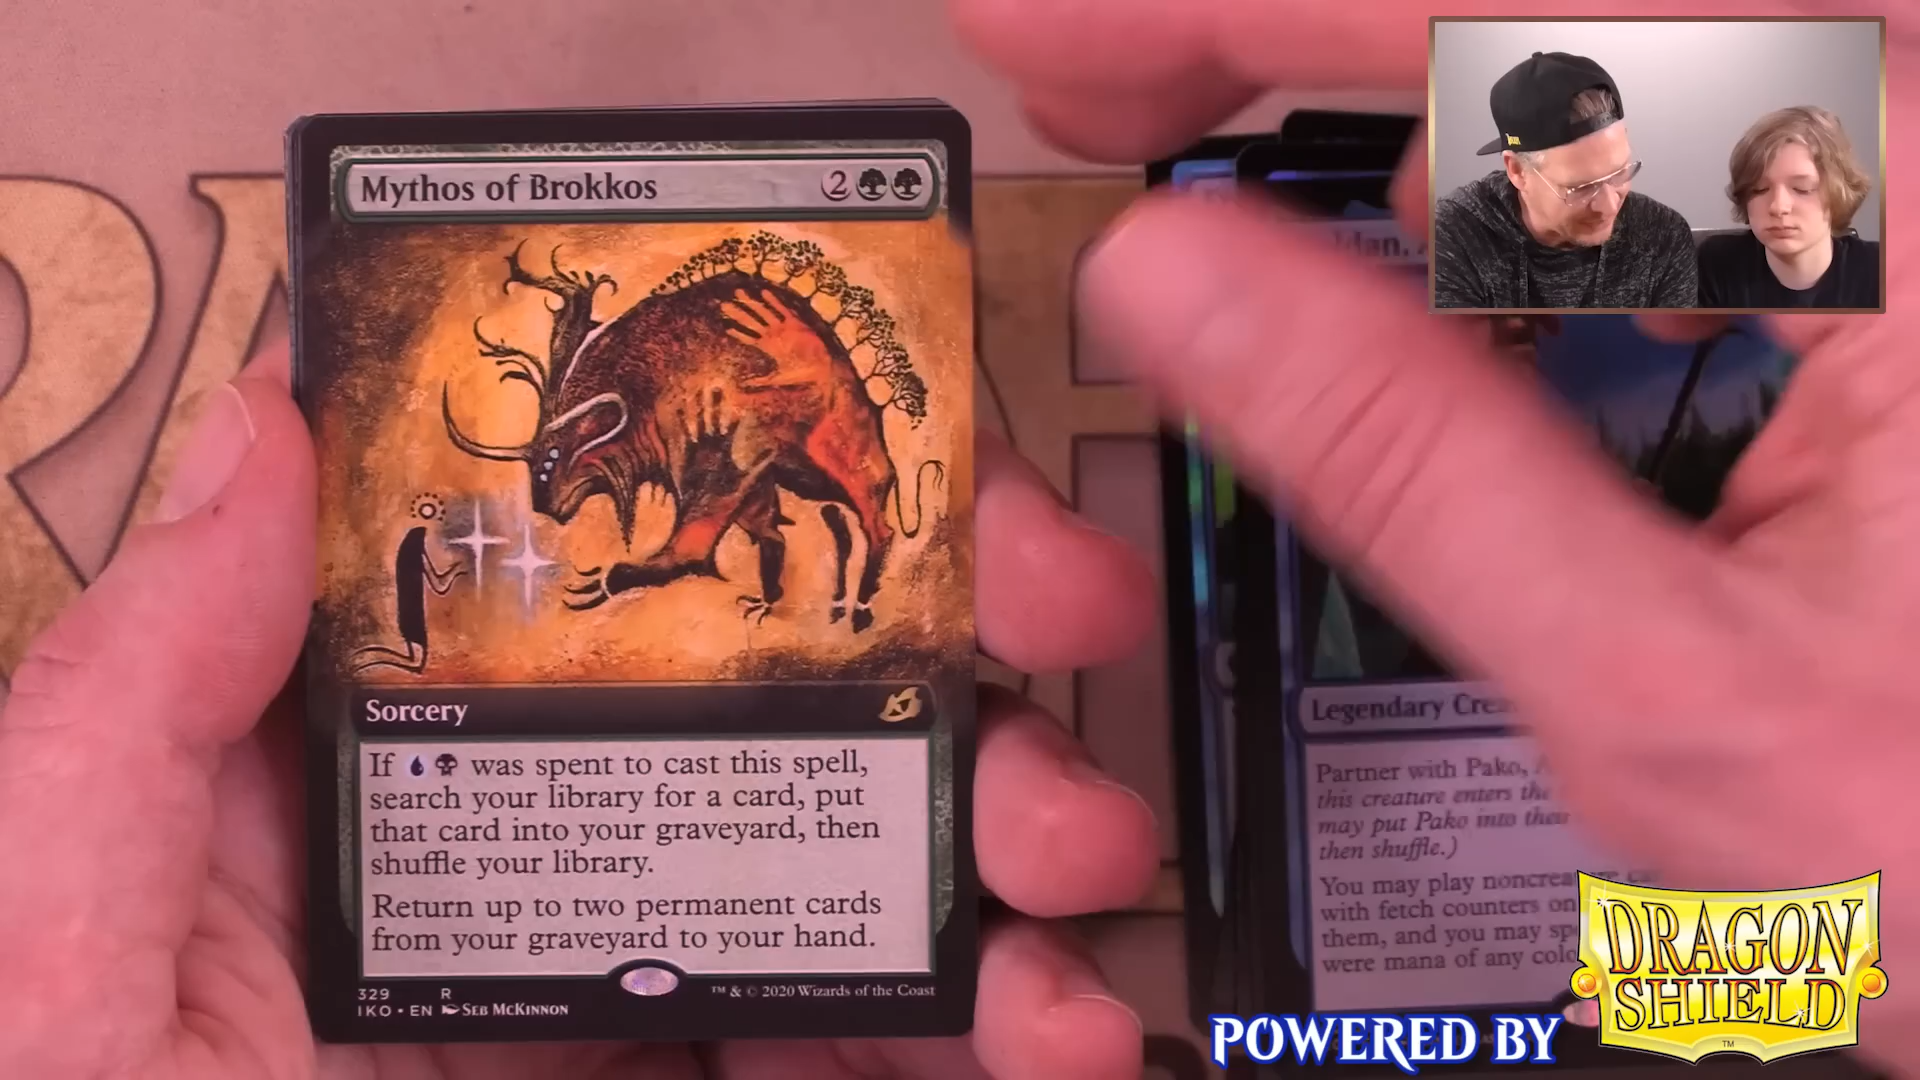 Mythos of Brokkos
2
Sorcery
If was spent to cast this spell,
search your library for a card, put
that card into your graveyard, then
shuffle your library.
Return up to two permanent cards
from your graveyard to your hand.
329 R
IKO • EN SEB MCKINNON
™ & © 2020 Wizards of the Coast
Legendary
Partner with Pako,
this creature enters the
may put Pako into their
then shuffle.)
You may play noncreature
with fetch counters on
them, and you may
were mana of any
POWERED BY
DRAGON
SHIELD
TM